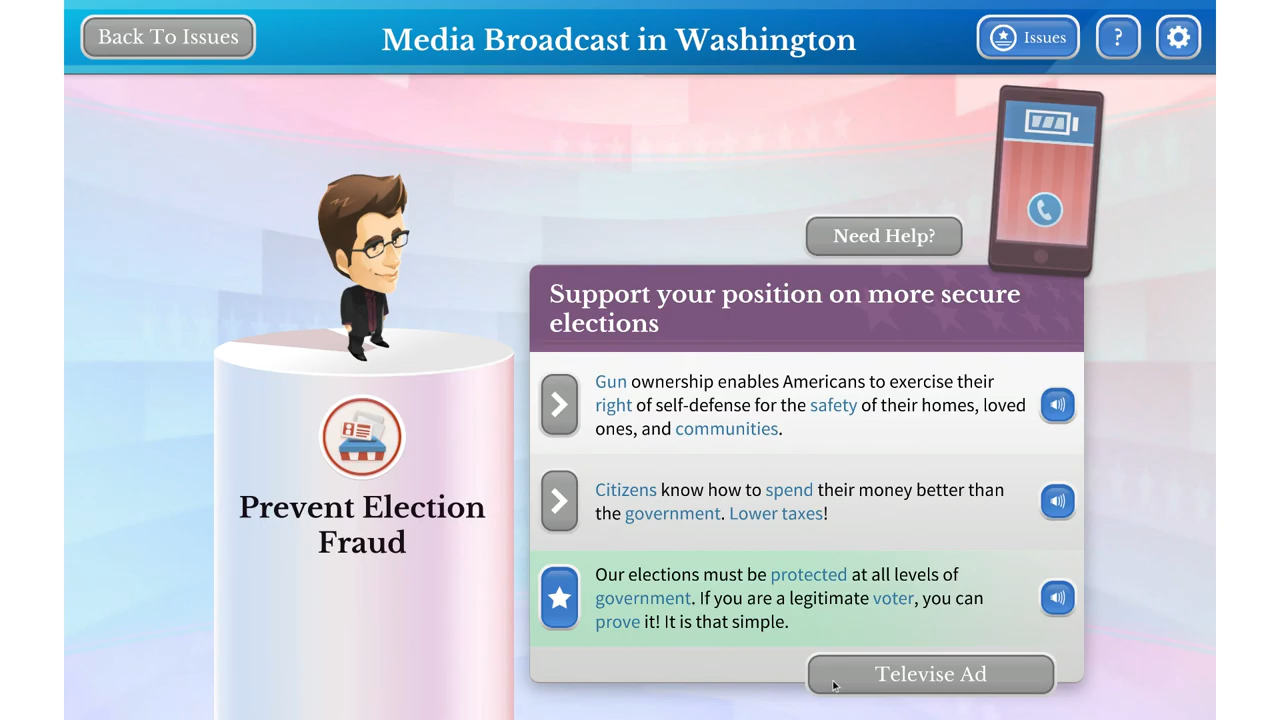 Back To Issues
Media Broadcast in Washington
Issues
?
Need Help?
Support your position on more secure
elections
Gun ownership enables Americans to exercise their
right of self-defense for the safety of their homes, loved
ones, and communities.
Citizens know how to spend their money better than
the government. Lower taxes!
Our elections must be protected at all levels of
government. If you are a legitimate voter, you can
prove it! It is that simple.
Prevent Election
Fraud
Televise Ad